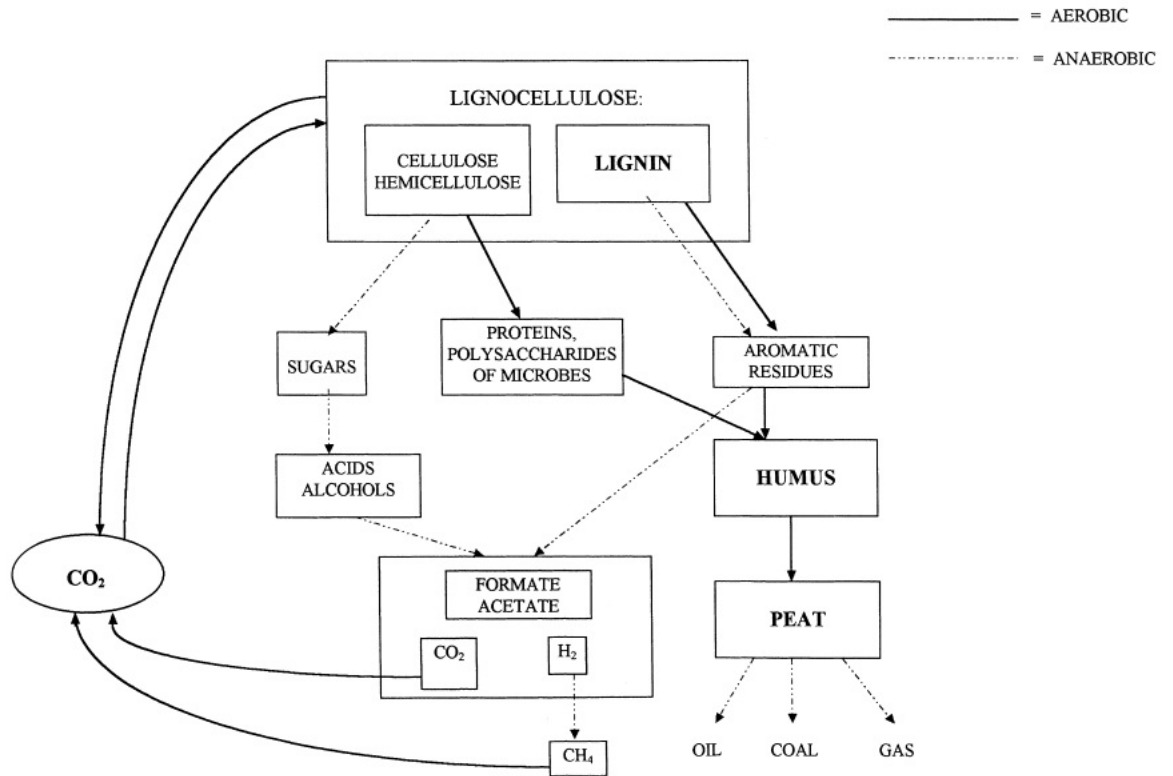 = AEROBIC
= ANAEROBIC
LIGNOCELLULOSE:
CELLULOSE
HEMICELLULOSE
LIGNIN
SUGARS
PROTEINS,
POLYSACCHARIDES
OF MICROBES
AROMATIC
RESIDUES
ACIDS
ALCOHOLS
HUMUS
CO₂
FORMATE
ACETATE
CO₂
H₂
PEAT
CH₄
OIL
COAL
GAS